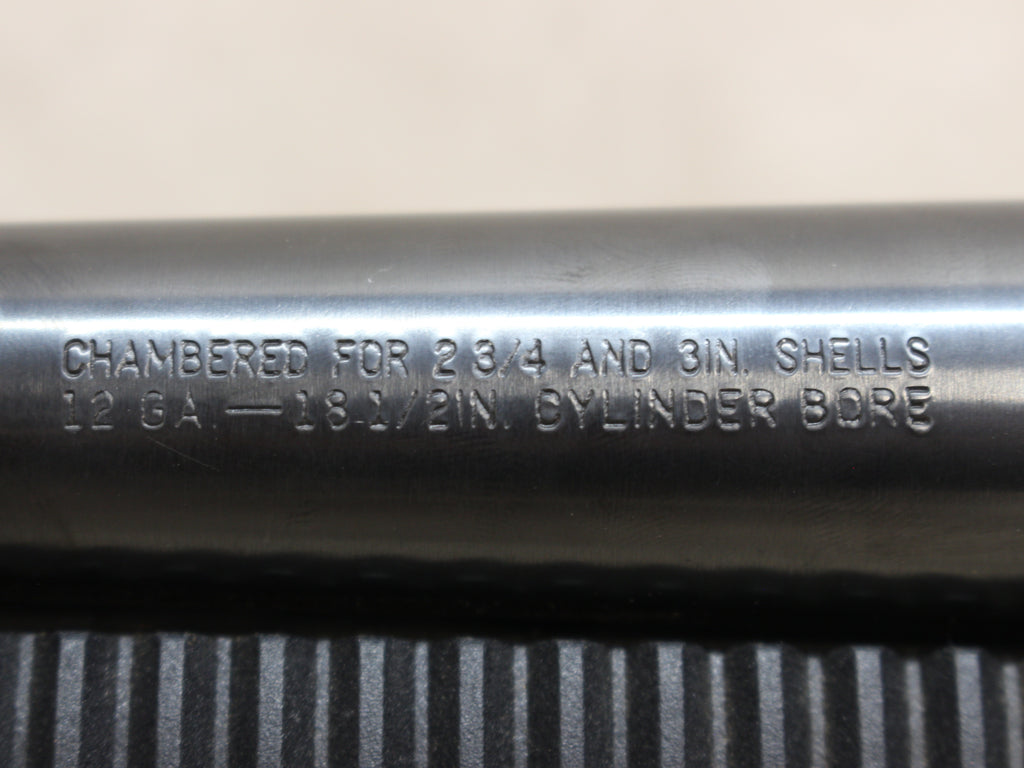 CHAMBERED FOR 2 3/4 AND 3IN. SHELLS
12 GA. — 18 1/2IN. CYLINDER BORE